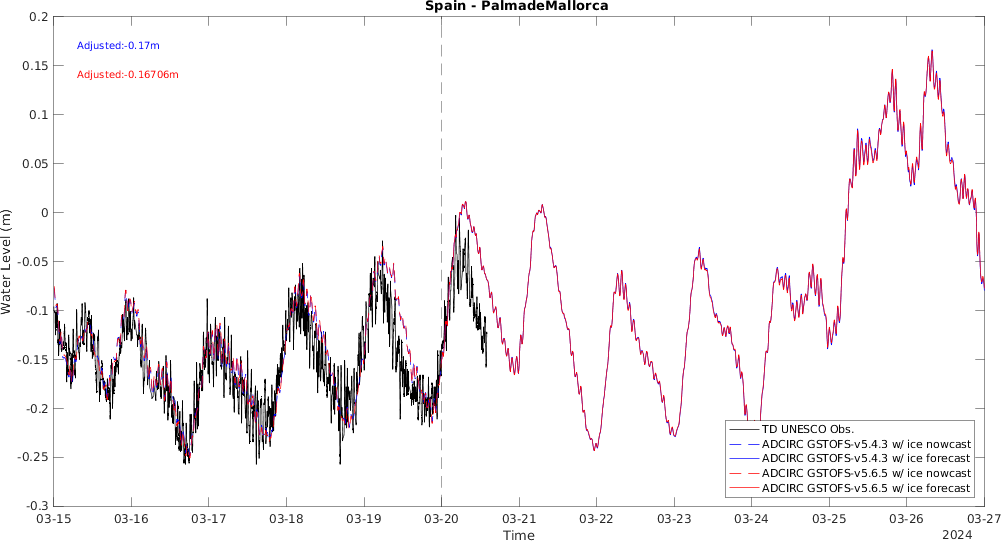 Spain - PalmadeMallorca
0.2
0.15
0.1
0.05
0
-0.05
-0.1
-0.15
-0.2
-0.25
-0.3
Water Level (m)
Adjusted:-0.17m
Adjusted:-0.16706m
TD UNESCO Obs.
ADCIRC GSTOFS-v5.4.3 w/ ice nowcast
ADCIRC GSTOFS-v5.4.3 w/ ice forecast
ADCIRC GSTOFS-v5.6.5 w/ ice nowcast
ADCIRC GSTOFS-v5.6.5 w/ ice forecast
03-15 03-16 03-17 03-18 03-19 03-20 03-21 03-22 03-23 03-24 03-25 03-26 03-27
Time
2024